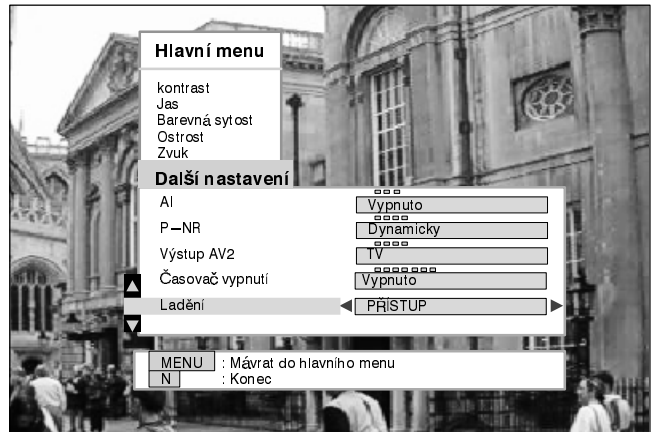 Hlavní menu
kontrast
Jas
Barevná sytost
Ostrost
Zvuk
Další nastavení
AI Vypnuto
P–NR Dynamicky
Výstup AV2 TV
Časovač vypnutí Vypnuto
Ladění PŘÍSTUP
MENU : Mávrat do hlavního menu
N : Konec